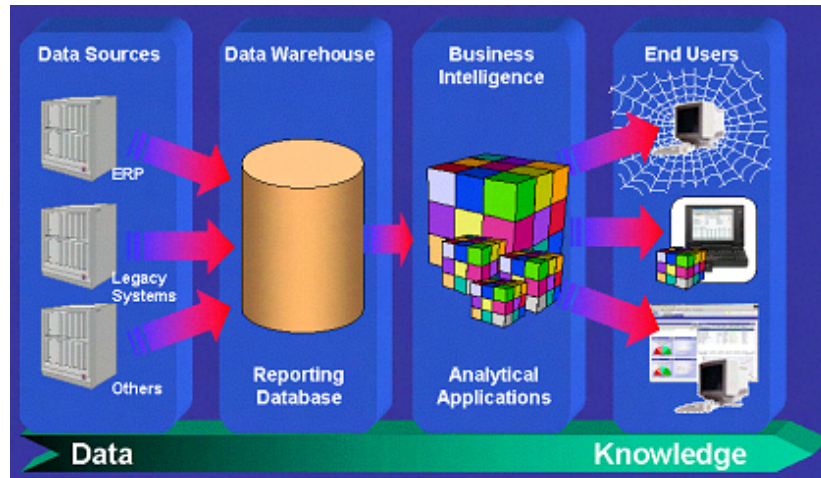 Data Sources
ERP
Legacy
Systems
Others
Data Warehouse
Reporting
Database
Business
Intelligence
Analytical
Applications
End Users
Data
Knowledge